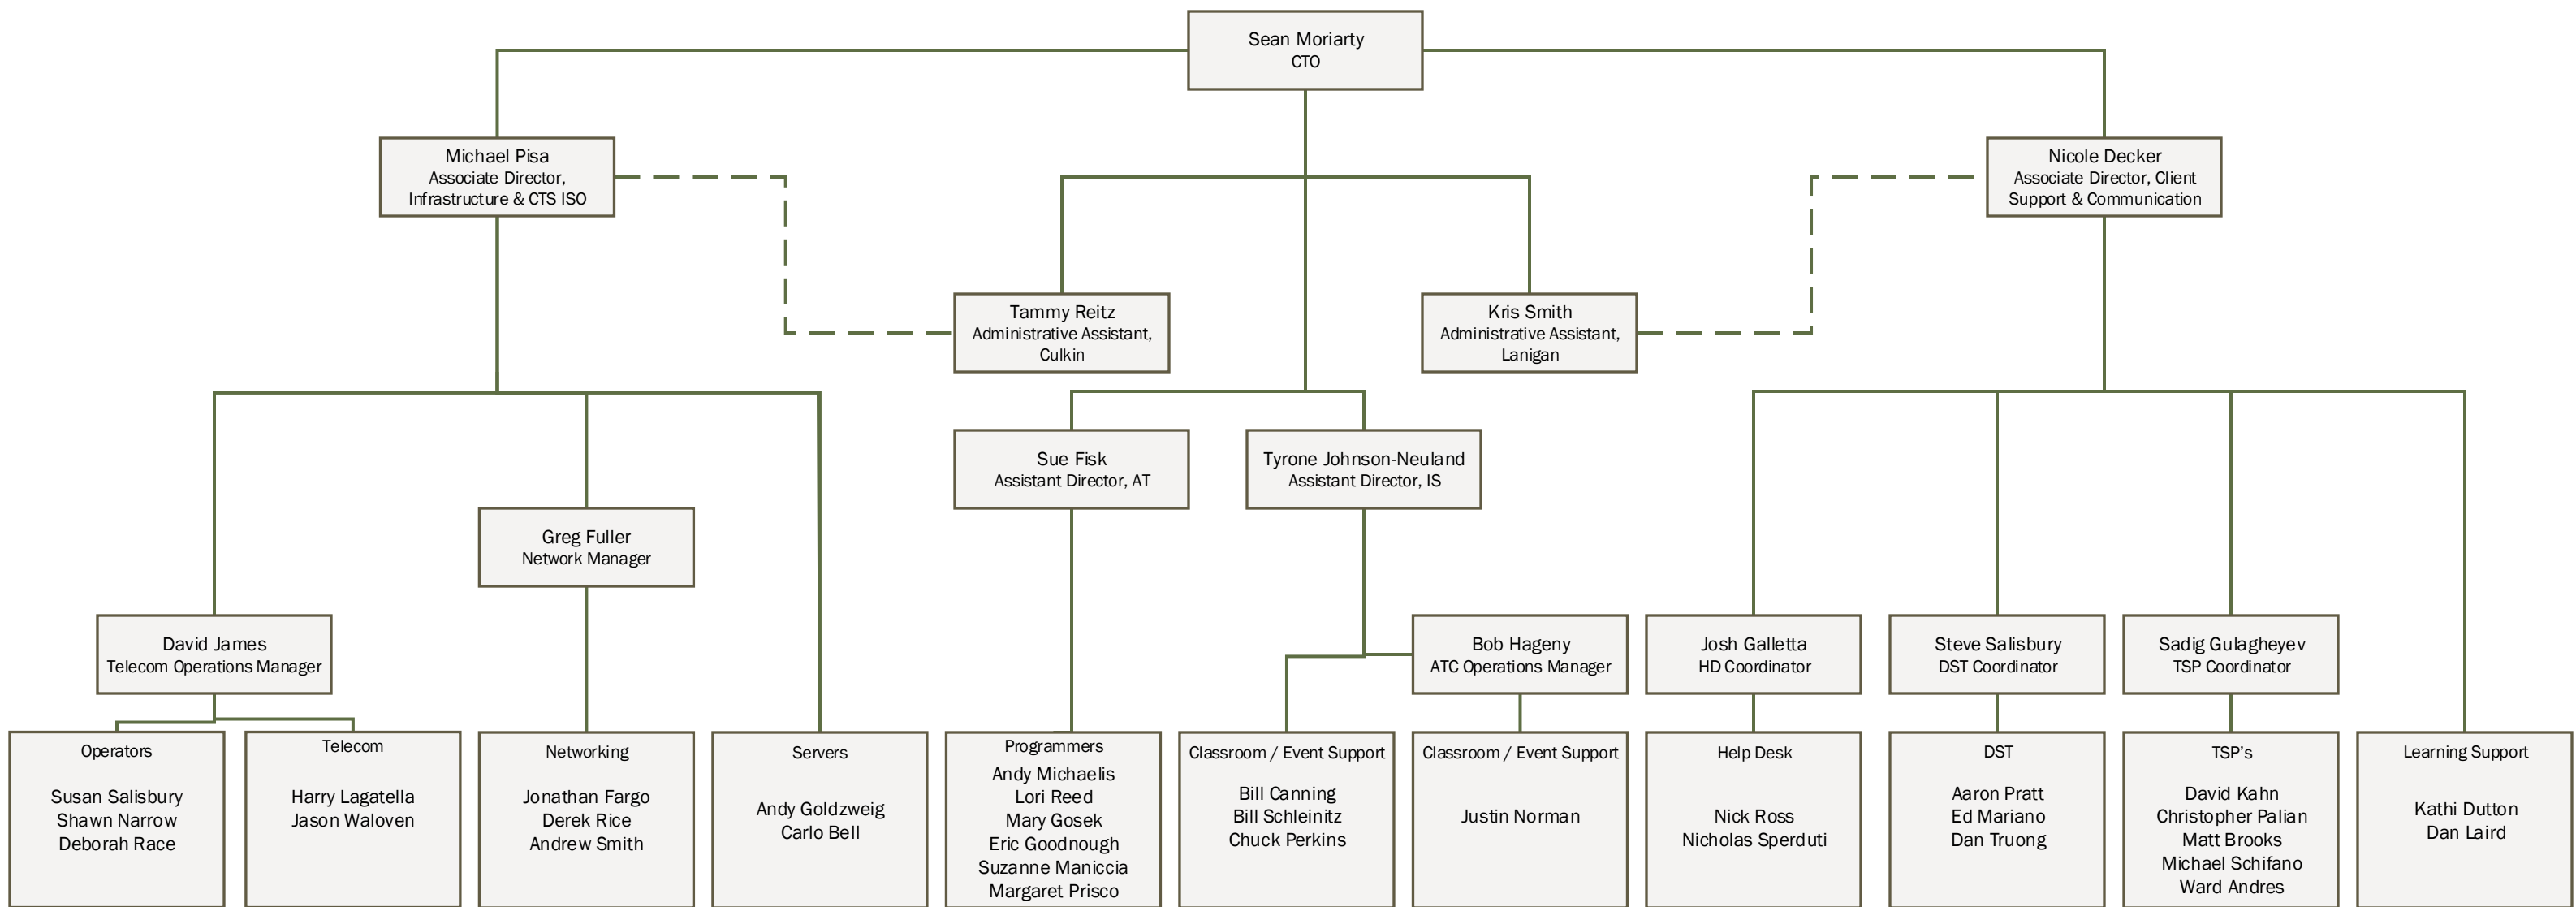 Sean Moriarty
CTO
Michael Pisa
Associate Director,
Infrastructure & CTS ISO
Nicole Decker
Associate Director, Client
Support & Communication
Tammy Reitz
Administrative Assistant,
Culkin
Kris Smith
Administrative Assistant,
Lanigan
Sue Fisk
Assistant Director, AT
Tyrone Johnson-Neuland
Assistant Director, IS
Greg Fuller
Network Manager
David James
Telecom Operations Manager
Bob Hageny
ATC Operations Manager
Josh Galletta
HD Coordinator
Steve Salisbury
DST Coordinator
Sadig Gulagheyev
TSP Coordinator
Operators
Susan Salisbury
Shawn Narrow
Deborah Race
Telecom
Harry Lagatella
Jason Waloven
Networking
Jonathan Fargo
Derek Rice
Andrew Smith
Servers
Andy Goldzweig
Carlo Bell
Programmers
Andy Michaelis
Lori Reed
Mary Gosek
Eric Goodnough
Suzanne Maniccia
Margaret Prisco
Classroom / Event Support
Bill Canning
Bill Schleinitz
Chuck Perkins
Classroom / Event Support
Justin Norman
Help Desk
Nick Ross
Nicholas Sperduti
DST
Aaron Pratt
Ed Mariano
Dan Truong
TSP's
David Kahn
Christopher Palian
Matt Brooks
Michael Schifano
Ward Andres
Learning Support
Kathi Dutton
Dan Laird